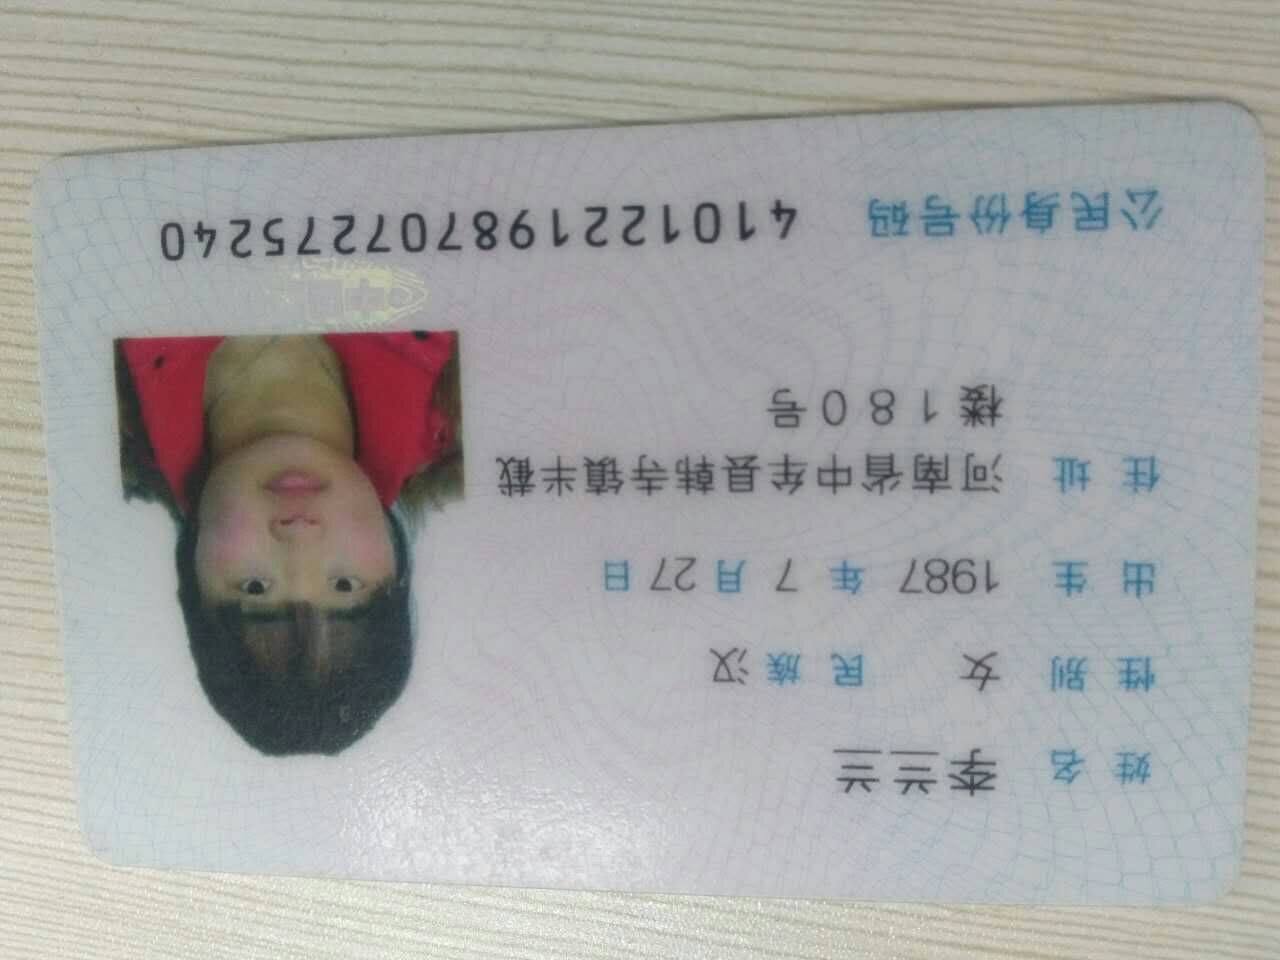 姓名 李兰兰
性别 女 民族 汉
出生 1987 年 7 月 27 日
住址 河南省中牟县韩寺镇半截
楼180号
公民身份号码 410122198707275240